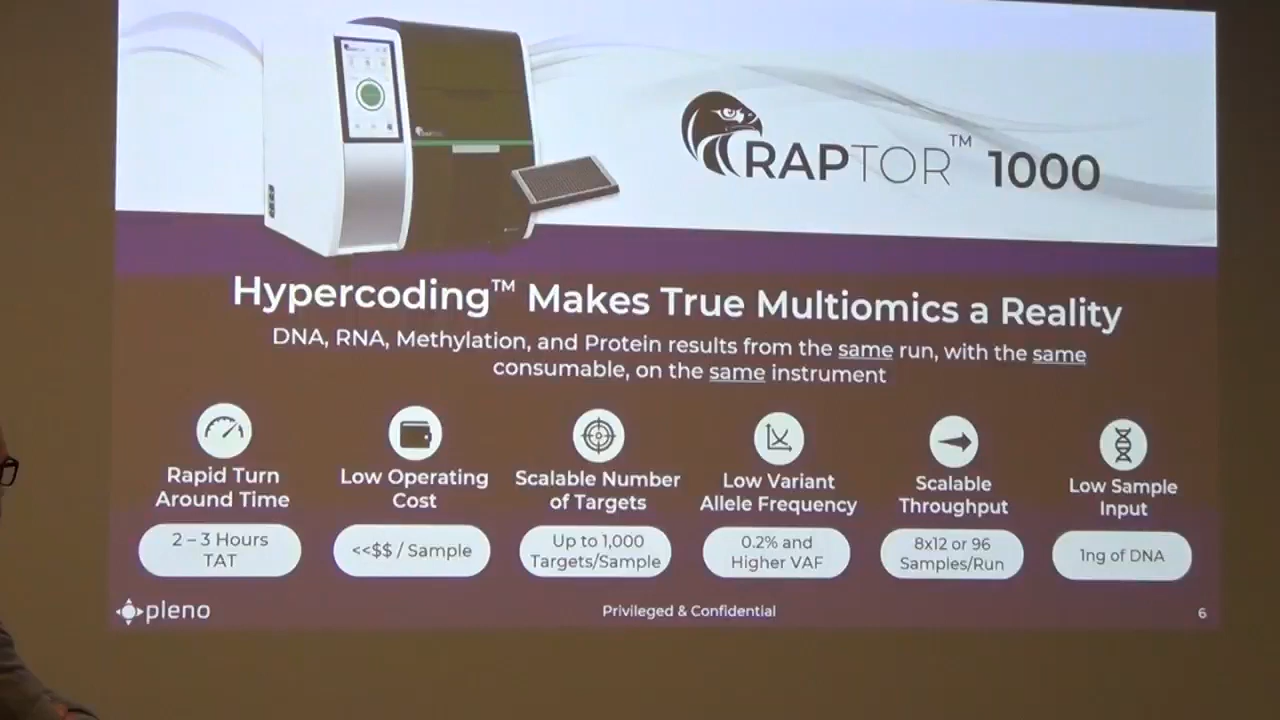 RAPTOR™ 1000
RAPTOR
Hypercoding™ Makes True Multiomics a Reality
DNA, RNA, Methylation, and Protein results from the same run, with the same
consumable, on the same instrument
Rapid Turn
Around Time
2 – 3 Hours
TAT
Low Operating
Cost
<<$$ / Sample
Scalable Number
of Targets
Up to 1,000
Targets/Sample
Low Variant
Allele Frequency
0.2% and
Higher VAF
Scalable
Throughput
8x12 or 96
Samples/Run
Low Sample
Input
1ng of DNA
pleno
Privileged & Confidential
6